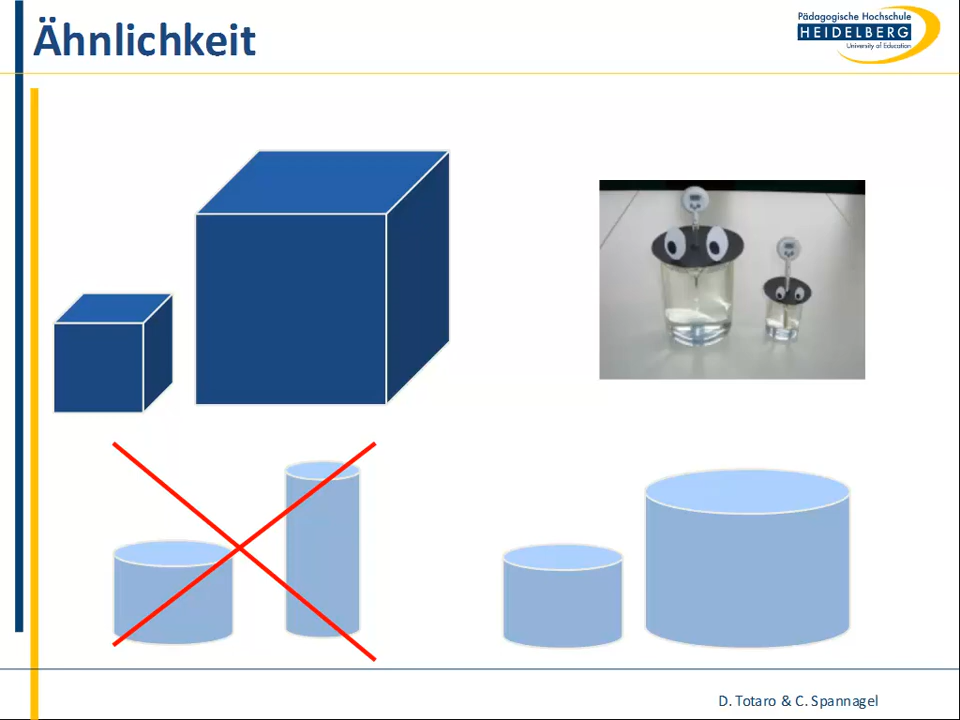 Ähnlichkeit
Pädagogische Hochschule
HEIDELBERG
University of Education
D. Totaro & C. Spannagel